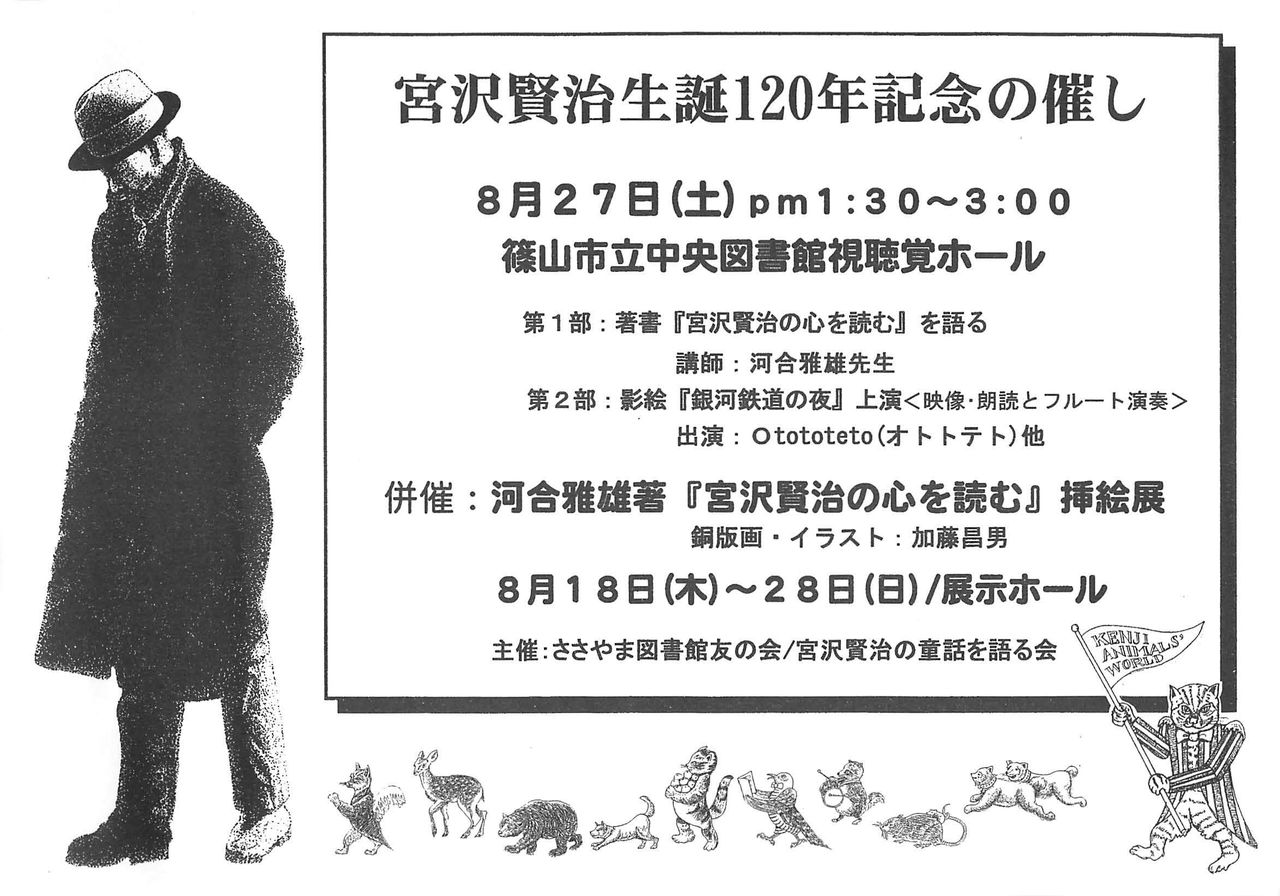 宮沢賢治生誕120年記念の催し
８月２７日(土)ｐｍ１:３０～３:００
篠山市立中央図書館視聴覚ホール
第１部：著書『宮沢賢治の心を読む』を語る
講師：河合雅雄先生
第２部：影絵『銀河鉄道の夜』上演＜映像･朗読とフルート演奏＞
出演：Ｏtototeto(オトトテト)他
併催：河合雅雄著『宮沢賢治の心を読む』挿絵展
銅版画・イラスト：加藤昌男
８月１８日(木)～２８日(日)/展示ホール
主催:ささやま図書館友の会/宮沢賢治の童話を語る会
KENJI
ANIMALS'
WORLD